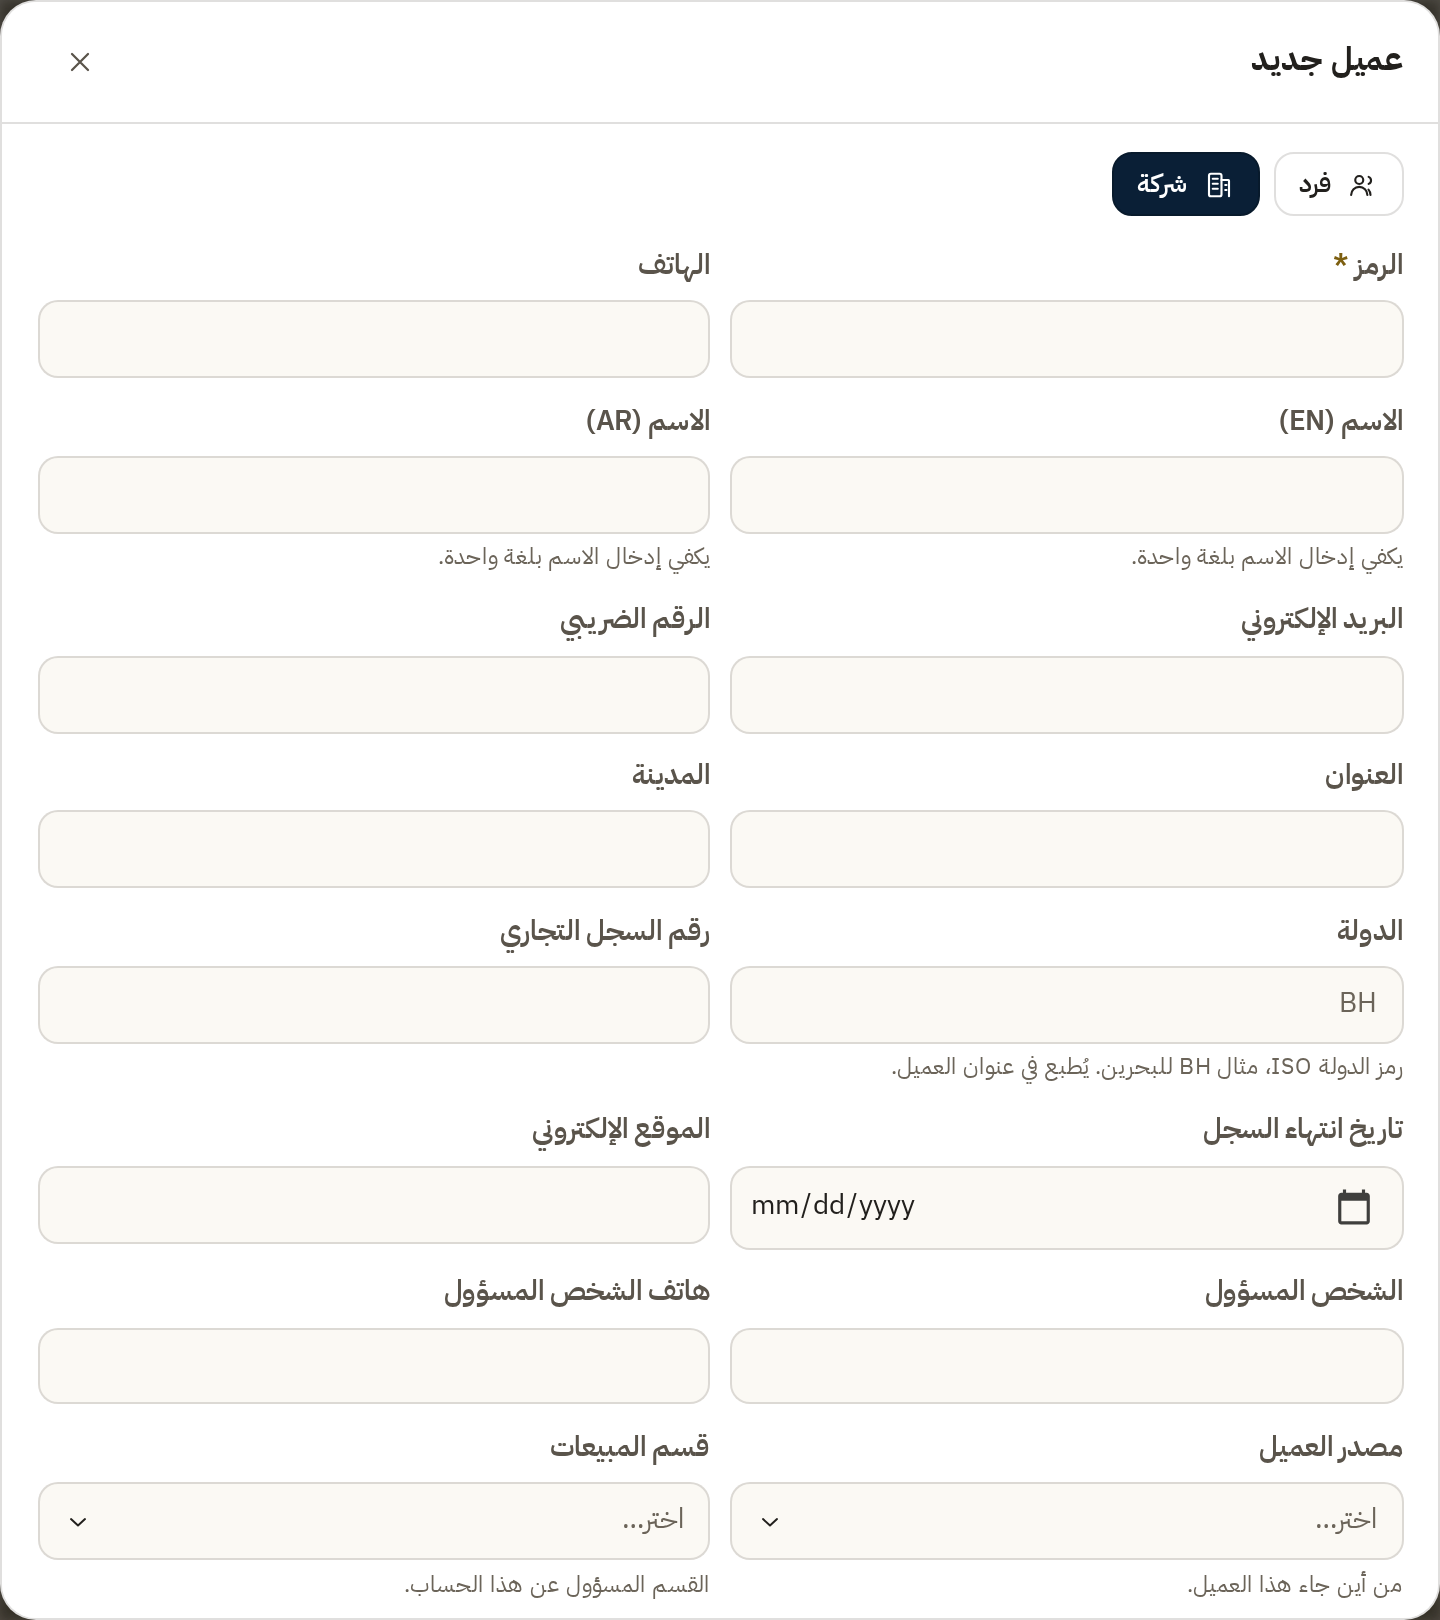 عميل جديد
فرد
شركة
الرمز *
الهاتف
الاسم (EN)
الاسم (AR)
يكفي إدخال الاسم بلغة واحدة.
يكفي إدخال الاسم بلغة واحدة.
البريد الإلكتروني
الرقم الضريبي
العنوان
المدينة
الدولة
رقم السجل التجاري
BH
رمز الدولة ISO، مثال BH للبحرين. يُطبع في عنوان العميل.
تاريخ انتهاء السجل
الموقع الإلكتروني
mm/dd/yyyy
الشخص المسؤول
هاتف الشخص المسؤول
مصدر العميل
قسم المبيعات
اختر...
اختر...
من أين جاء هذا العميل.
القسم المسؤول عن هذا الحساب.